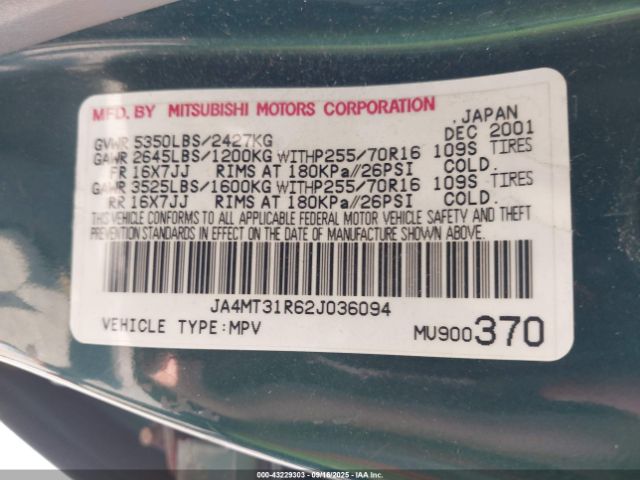 MFD. BY MITSUBISHI MOTORS CORPORATION , JAPAN
GVWR 5350LBS/2427KG DEC 2001
GAWR 2645LBS/1200KG WITHP255/70R16 109S TIRES
FR 16X7JJ RIMS AT 180KPa//26PSI COLD.
GAWR 3525LBS/1600KG WITHP255/70R16 109S TIRES
RR 16X7JJ RIMS AT 180KPa//26PSI COLD.
THIS VEHICLE CONFORMS TO ALL APPLICABLE FEDERAL MOTOR VEHICLE SAFETY AND THEFT
PREVENTION STANDARDS IN EFFECT ON THE DATE OF MANUFACTURE SHOWN ABOVE.
JA4MT31R62J036094
VEHICLE TYPE:MPV MU900370
000-43229303 - 09/16/2025 - IAAI.COM